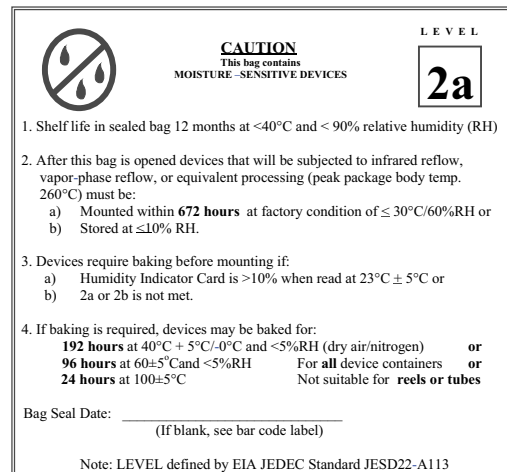 LEVEL
CAUTION
This bag contains
MOISTURE –SENSITIVE DEVICES
2a
1. Shelf life in sealed bag 12 months at <40°C and < 90% relative humidity (RH)
2. After this bag is opened devices that will be subjected to infrared reflow,
vapor-phase reflow, or equivalent processing (peak package body temp.
260°C) must be:
a) Mounted within 672 hours at factory condition of ≤ 30°C/60%RH or
b) Stored at ≤10% RH.
3. Devices require baking before mounting if:
a) Humidity Indicator Card is >10% when read at 23°C ± 5°C or
b) 2a or 2b is not met.
4. If baking is required, devices may be baked for:
192 hours at 40°C + 5°C/-0°C and <5%RH (dry air/nitrogen) or
96 hours at 60±5°Cand <5%RH For all device containers or
24 hours at 100±5°C Not suitable for reels or tubes
Bag Seal Date: ______________________________
(If blank, see bar code label)
Note: LEVEL defined by EIA JEDEC Standard JESD22-A113